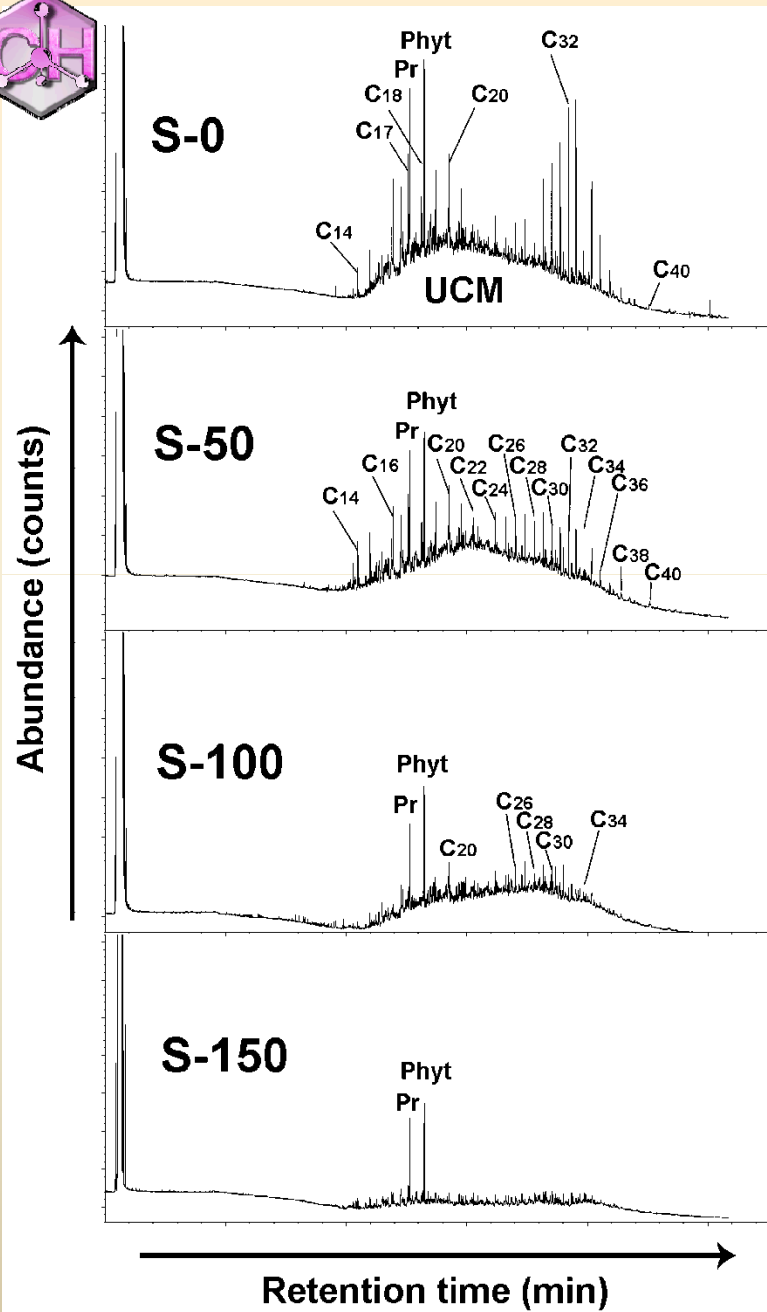 CH
S-0
Phyt
Pr
C18
C17
C14
C20
C32
UCM
C40
S-50
Phyt
Pr
C20
C16
C22
C14
C24
C26
C28
C30
C32
C34
C36
C38
C40
S-100
Phyt
Pr
C20
C26
C28
C30
C34
S-150
Phyt
Pr
Abundance (counts)
Retention time (min)